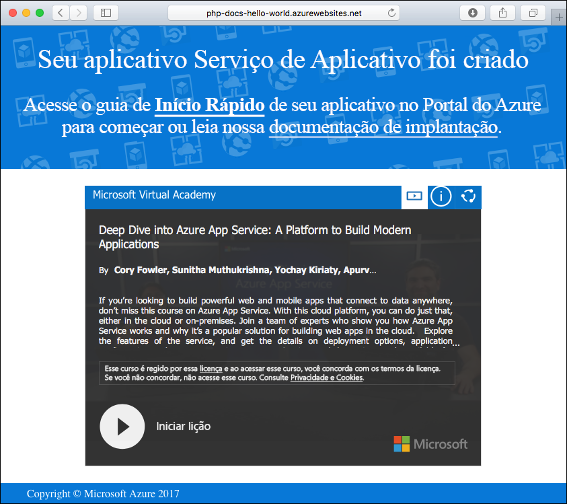 php-docs-hello-world.azurewebsites.net
Seu aplicativo Serviço de Aplicativo foi criado
Acesse o guia de Início Rápido de seu aplicativo no Portal do Azure
para começar ou leia nossa documentação de implantação.
Microsoft Virtual Academy
Deep Dive into Azure App Service: A Platform to Build Modern
Applications
By Cory Fowler, Sunitha Muthukrishna, Yochay Kiriaty, Apurv...
If you're looking to build powerful web and mobile apps that connect to data anywhere,
don't miss this course on Azure App Service. With this cloud platform, you can do just that,
either in the cloud or on-premises. Join a team of experts who show you how Azure App
Service works and why it's a popular solution for building web apps in the cloud. Explore
the features of the service, and get the details on deployment options, application
Esse curso é regido por essa licença e ao acessar esse curso, você concorda com os termos da licença.
Se você não concordar, não acesse esse curso. Consulte Privacidade e Cookies.
Iniciar lição
Microsoft
Copyright © Microsoft Azure 2017